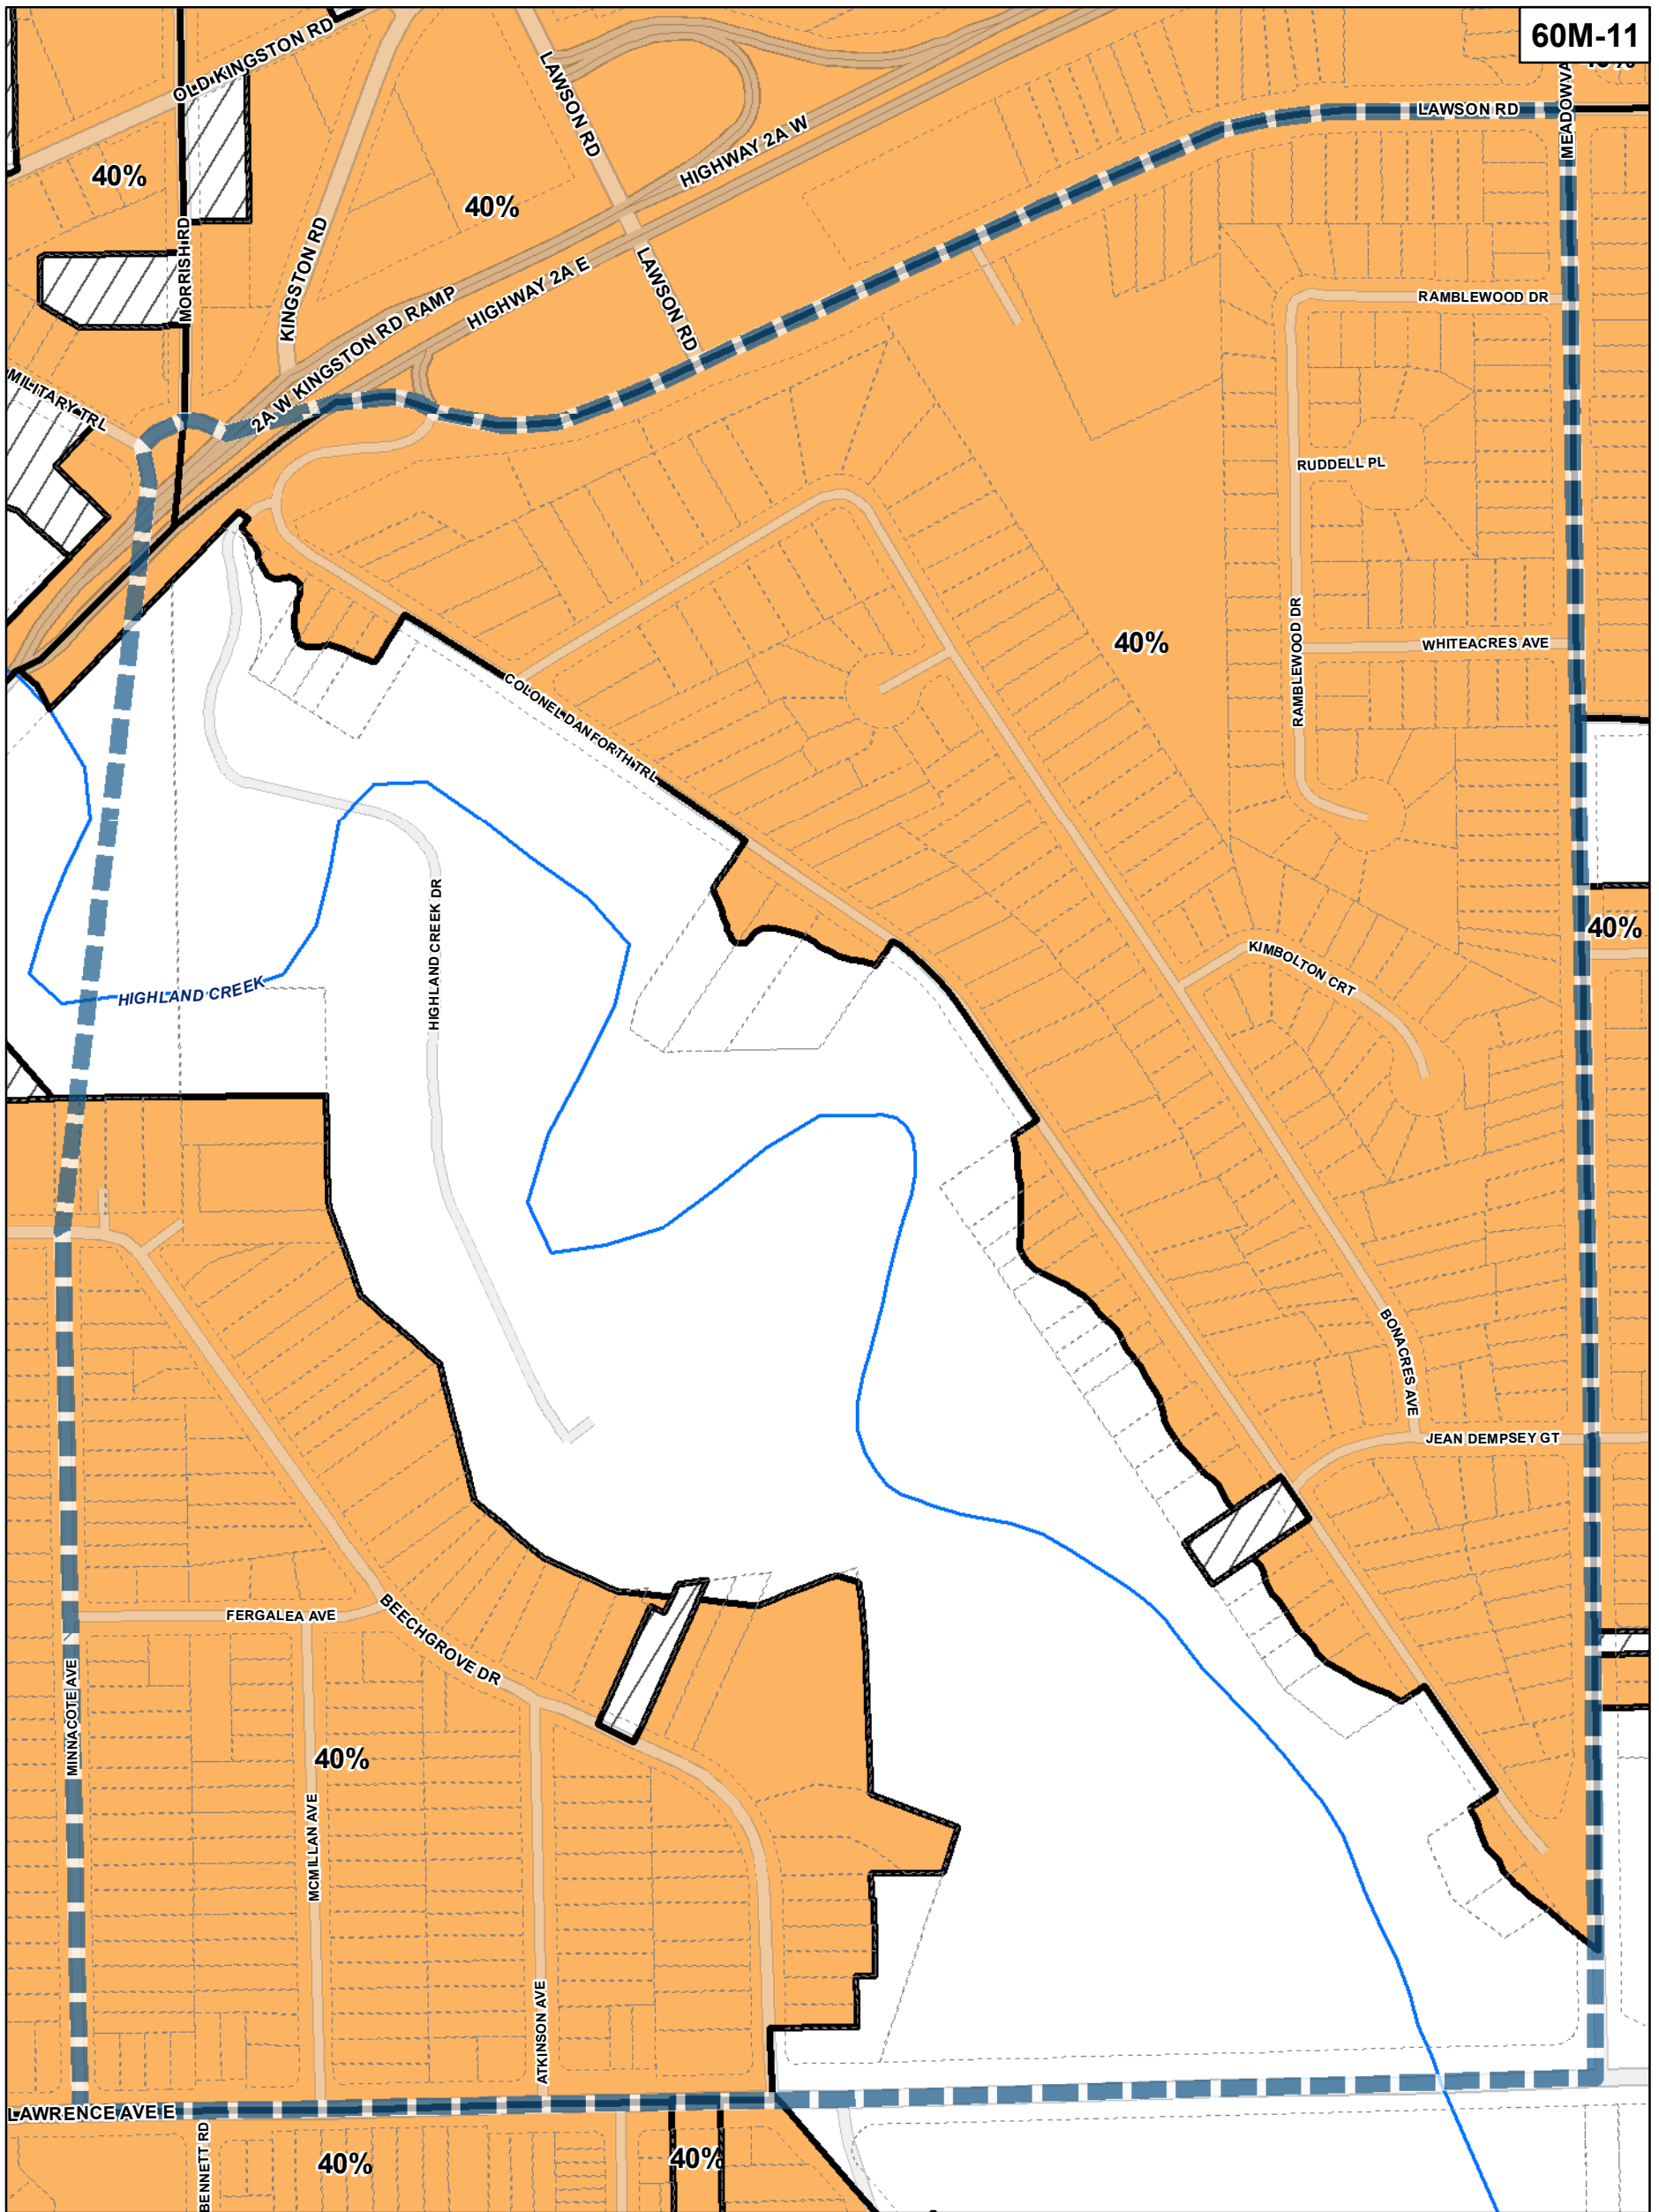 60M-11
OLD KINGSTON RD
LAWSON RD
HIGHWAY 2A W
LAWSON RD
MEADOWVA
40%
40%
MORRISH RD
KINGSTON RD
LAWSON RD
HIGHWAY 2A E
2A W KINGSTON RD RAMP
MILITARY TRL
RAMBLEWOOD DR
RUDDELL PL
40%
RAMBLEWOOD DR
WHITEACRES AVE
COLONEL DANFORTH TRL
HIGHLAND CREEK DR
HIGHLAND CREEK
40%
KIMBOLTON CRT
BONACRES AVE
JEAN DEMPSEY GT
FERGALEA AVE
BEECHGROVE DR
MINNACOTE AVE
40%
MCMILLAN AVE
ATKINSON AVE
LAWRENCE AVE E
BENNETT RD
40%
40%